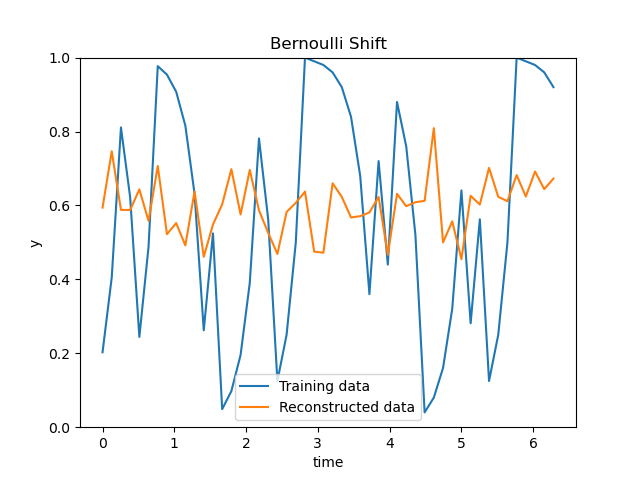 Bernoulli Shift
1.0
0.8
0.6
0.4
0.2
0.0
y
Training data
Reconstructed data
0 1 2 3 4 5 6
time